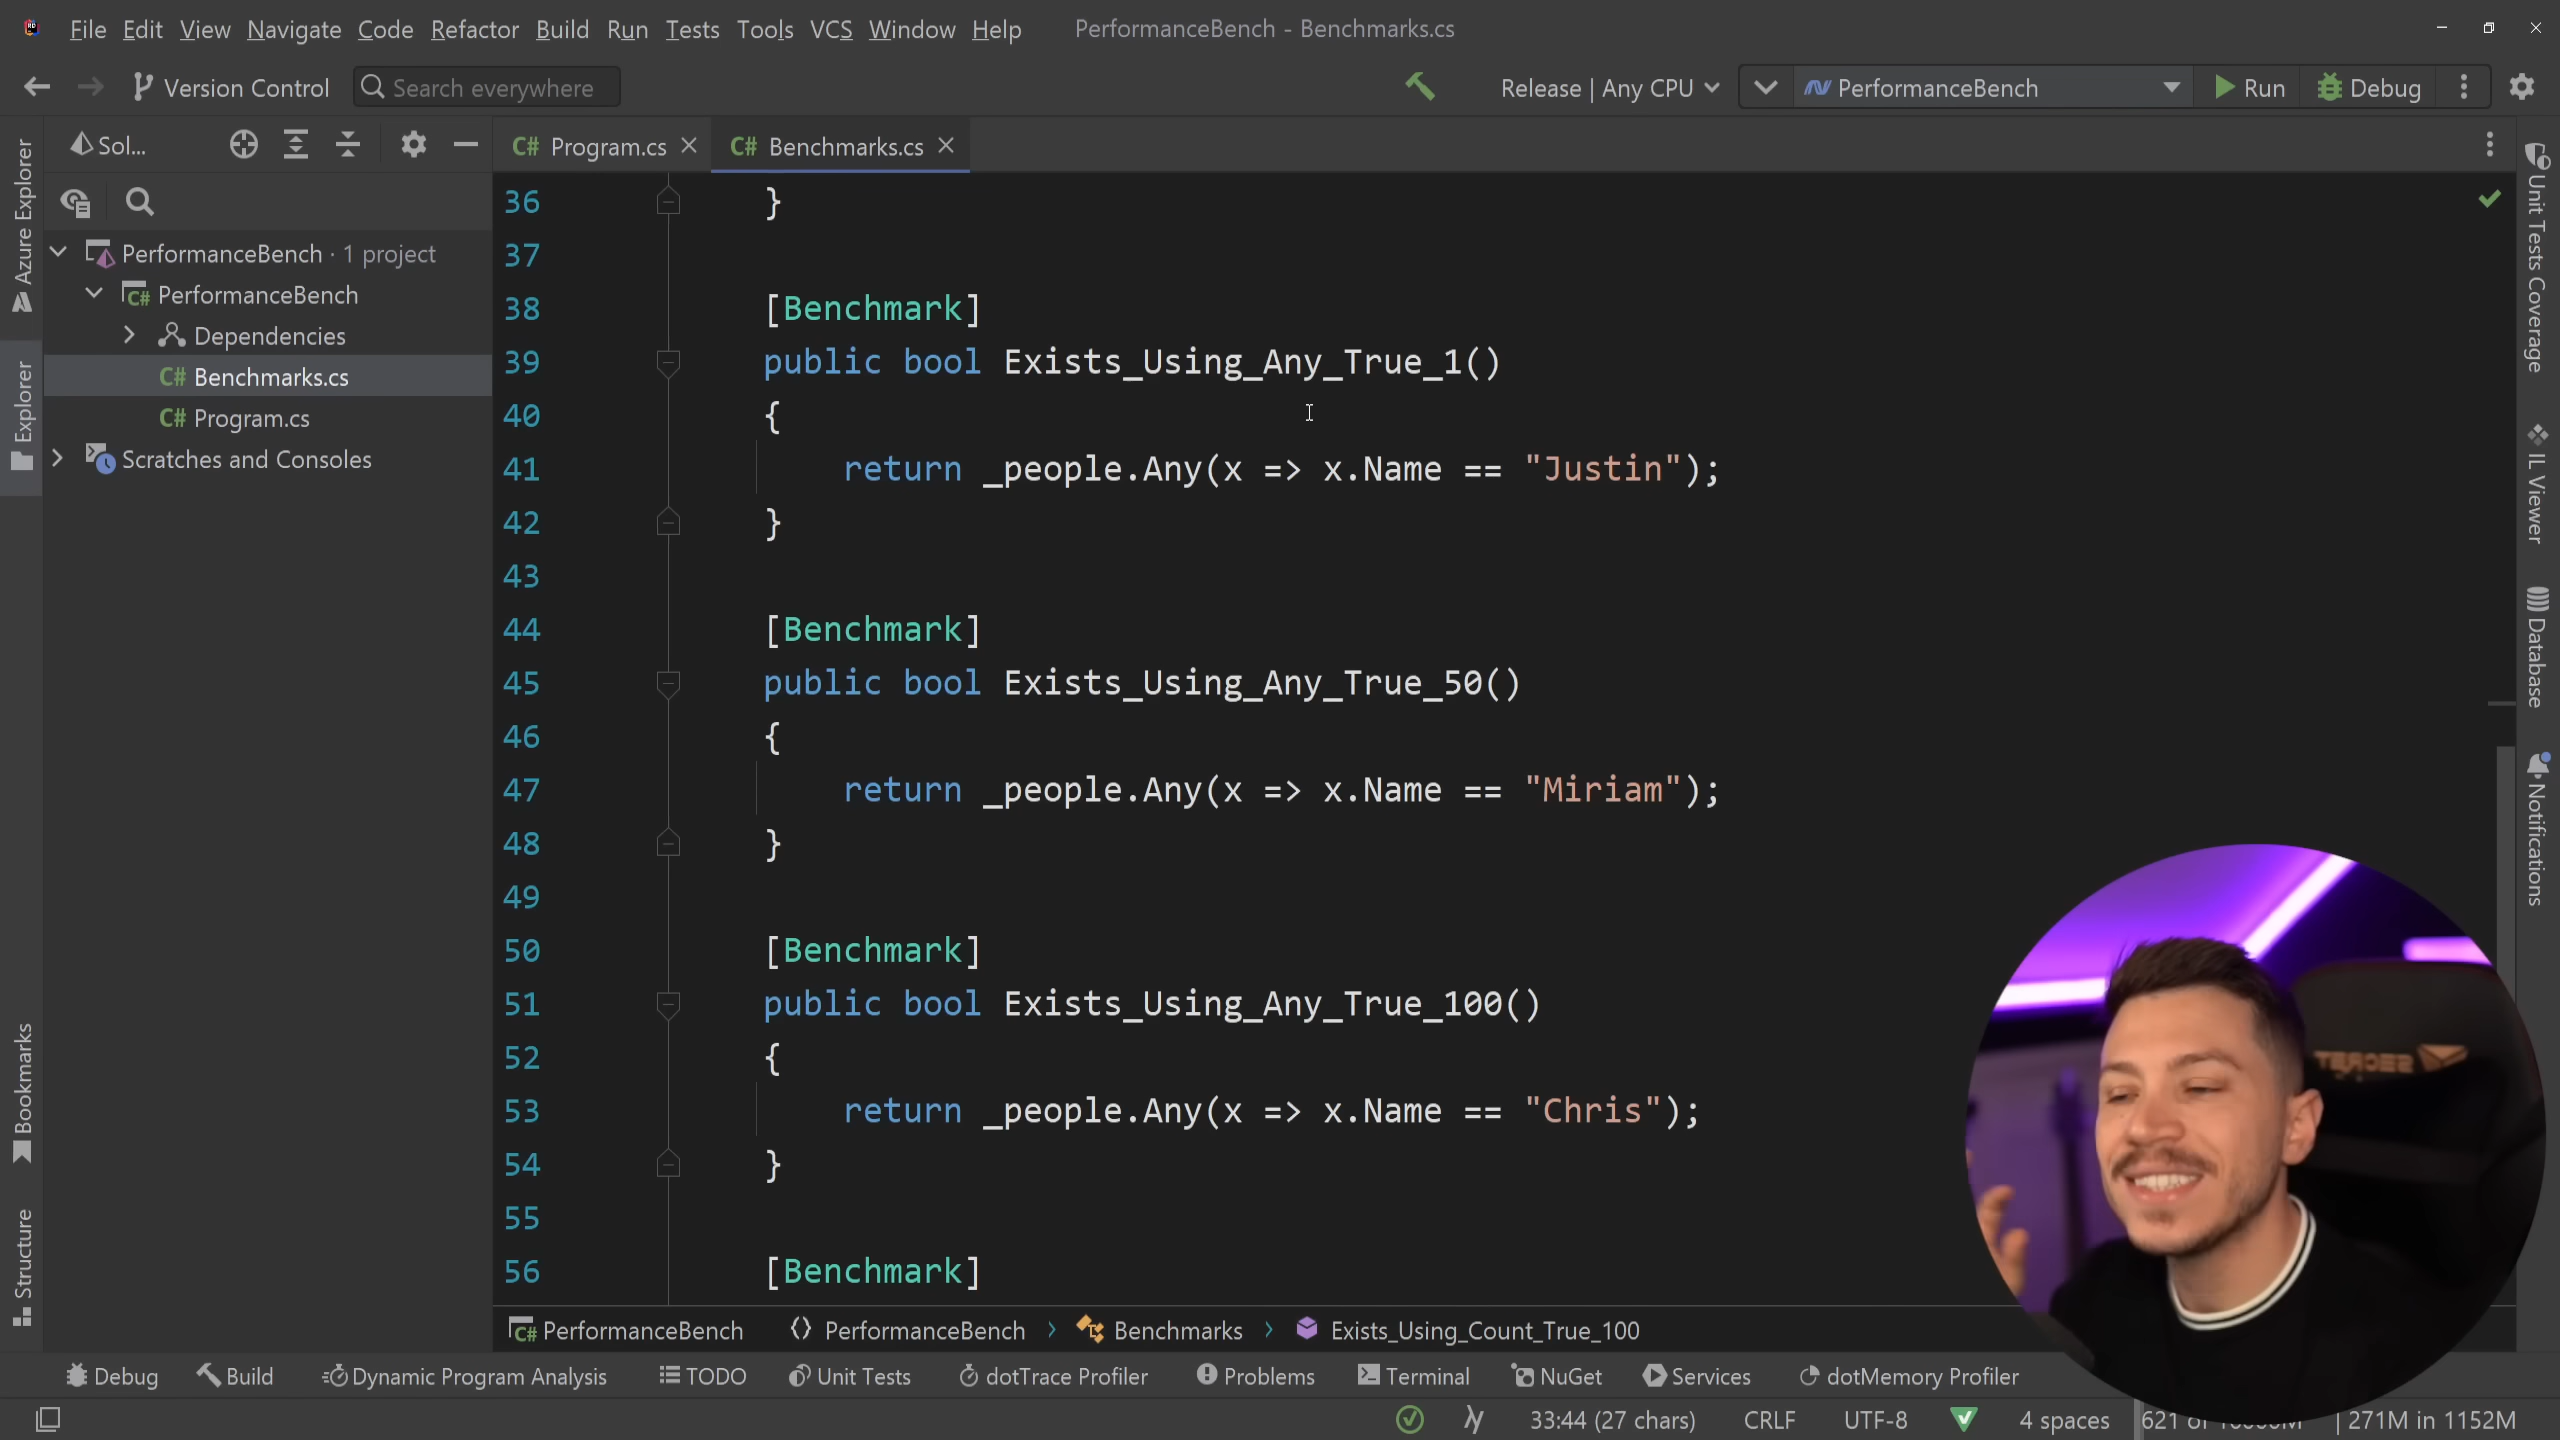 File Edit View Navigate Code Refactor Build Run Tests Tools VCS Window Help
PerformanceBench - Benchmarks.cs
Version Control
Search everywhere
Release | Any CPU
PerformanceBench
Run
Debug
Sol...
C# Program.cs
C# Benchmarks.cs
PerformanceBench · 1 project
C# PerformanceBench
Dependencies
C# Benchmarks.cs
C# Program.cs
Scratches and Consoles
Azure Explorer
Explorer
Bookmarks
Structure
36 }
37
38 [Benchmark]
39 public bool Exists_Using_Any_True_1()
40 {
41 return _people.Any(x => x.Name == "Justin");
42 }
43
44 [Benchmark]
45 public bool Exists_Using_Any_True_50()
46 {
47 return _people.Any(x => x.Name == "Miriam");
48 }
49
50 [Benchmark]
51 public bool Exists_Using_Any_True_100()
52 {
53 return _people.Any(x => x.Name == "Chris");
54 }
55
56 [Benchmark]
Unit Tests Coverage
IL Viewer
Database
Notifications
SECRET
C# PerformanceBench
PerformanceBench > Benchmarks > Exists_Using_Count_True_100
Debug
Build
Dynamic Program Analysis
TODO
Unit Tests
dotTrace Profiler
Problems
Terminal
NuGet
Services
dotMemory Profiler
33:44 (27 chars)
CRLF
UTF-8
4 spaces
271M in 1152M